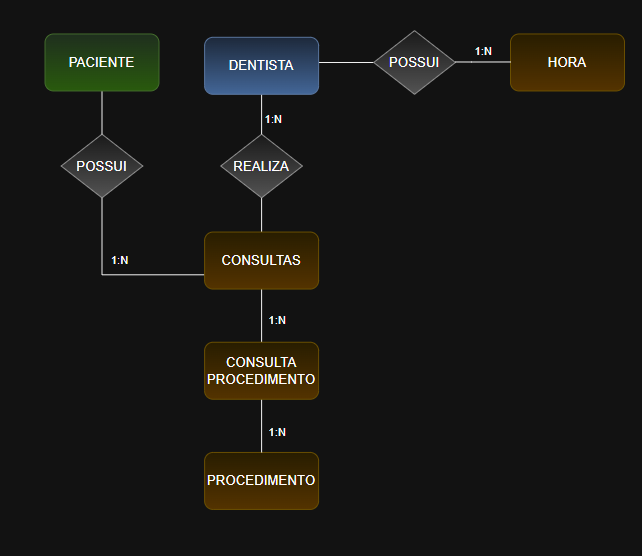 PACIENTE
DENTISTA
POSSUI
1:N
HORA
1:N
POSSUI
REALIZA
1:N
CONSULTAS
1:N
CONSULTA
PROCEDIMENTO
1:N
PROCEDIMENTO